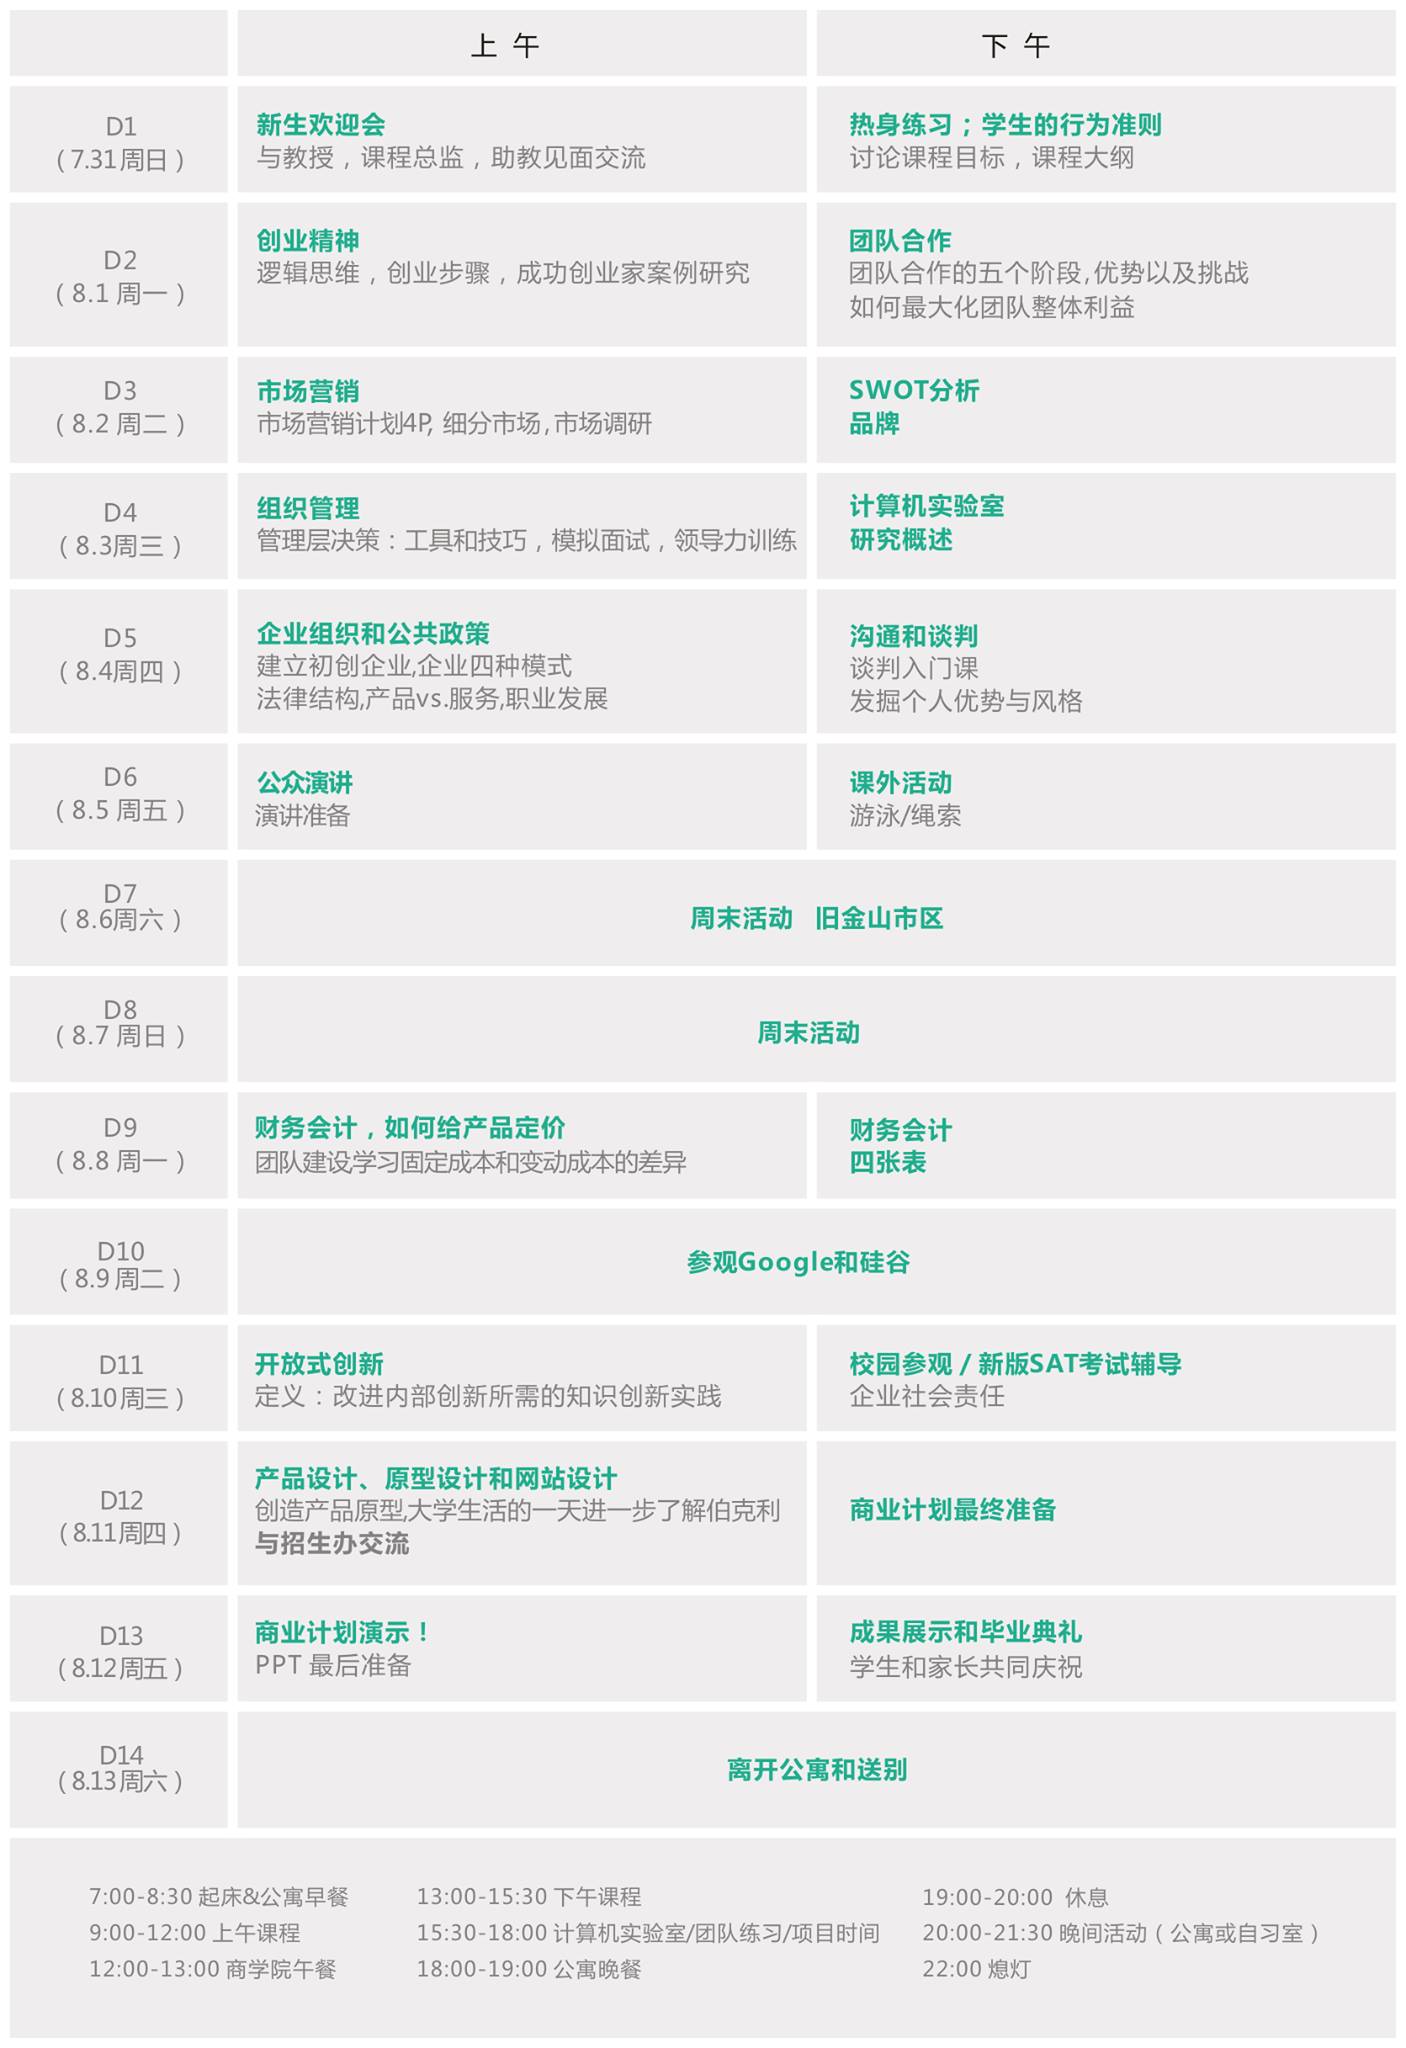 上 午
下 午
D1
（7.31周日）
新生欢迎会
与教授，课程总监，助教见面交流
热身练习；学生的行为准则
讨论课程目标，课程大纲
D2
（8.1 周一）
创业精神
逻辑思维，创业步骤，成功创业家案例研究
团队合作
团队合作的五个阶段,优势以及挑战
如何最大化团队整体利益
D3
（8.2 周二）
市场营销
市场营销计划4P, 细分市场,市场调研
SWOT分析
品牌
D4
（8.3周三）
组织管理
管理层决策：工具和技巧，模拟面试，领导力训练
计算机实验室
研究概述
D5
（8.4周四）
企业组织和公共政策
建立初创企业,企业四种模式
法律结构,产品vs.服务,职业发展
沟通和谈判
谈判入门课
发掘个人优势与风格
D6
（8.5 周五）
公众演讲
演讲准备
课外活动
游泳/绳索
D7
（8.6周六）
周末活动 旧金山市区
D8
（8.7 周日）
周末活动
D9
（8.8 周一）
财务会计，如何给产品定价
团队建设,学习固定成本和变动成本的差异
财务会计
四张表
D10
（8.9 周二）
参观Google和硅谷
D11
（8.10周三）
开放式创新
定义：改进内部创新所需的知识创新实践
校园参观 / 新版SAT考试辅导
企业社会责任
D12
（8.11周四）
产品设计、原型设计和网站设计
创造产品原型,大学生活的一天进一步了解伯克利
与招生办交流
商业计划最终准备
D13
（8.12周五）
商业计划演示！
PPT 最后准备
成果展示和毕业典礼
学生和家长共同庆祝
D14
（8.13周六）
离开公寓和送别
7:00-8:30 起床&公寓早餐
9:00-12:00 上午课程
12:00-13:00 商学院午餐
13:00-15:30 下午课程
15:30-18:00 计算机实验室/团队练习/项目时间
18:00-19:00 公寓晚餐
19:00-20:00 休息
20:00-21:30 晚间活动（公寓或自习室）
22:00 熄灯